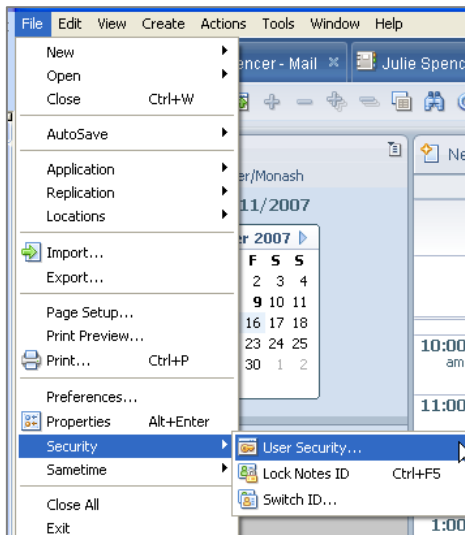 File Edit View Create Actions Tools Window Help
New
Open
Close Ctrl+W
AutoSave
Application
Replication
Locations
Import...
Export...
Page Setup...
Print Preview...
Print... Ctrl+P
Preferences...
Properties Alt+Enter
Security
Sametime
Close All
Exit
User Security...
Lock Notes ID Ctrl+F5
Switch ID...
encer - Mail Julie Spenc
er/Monash
11/2007
er 2007
F S S
2 3 4
9 10 11
16 17 18
23 24 25
30 1 2
Ne
10:00
am
11:00
1:00